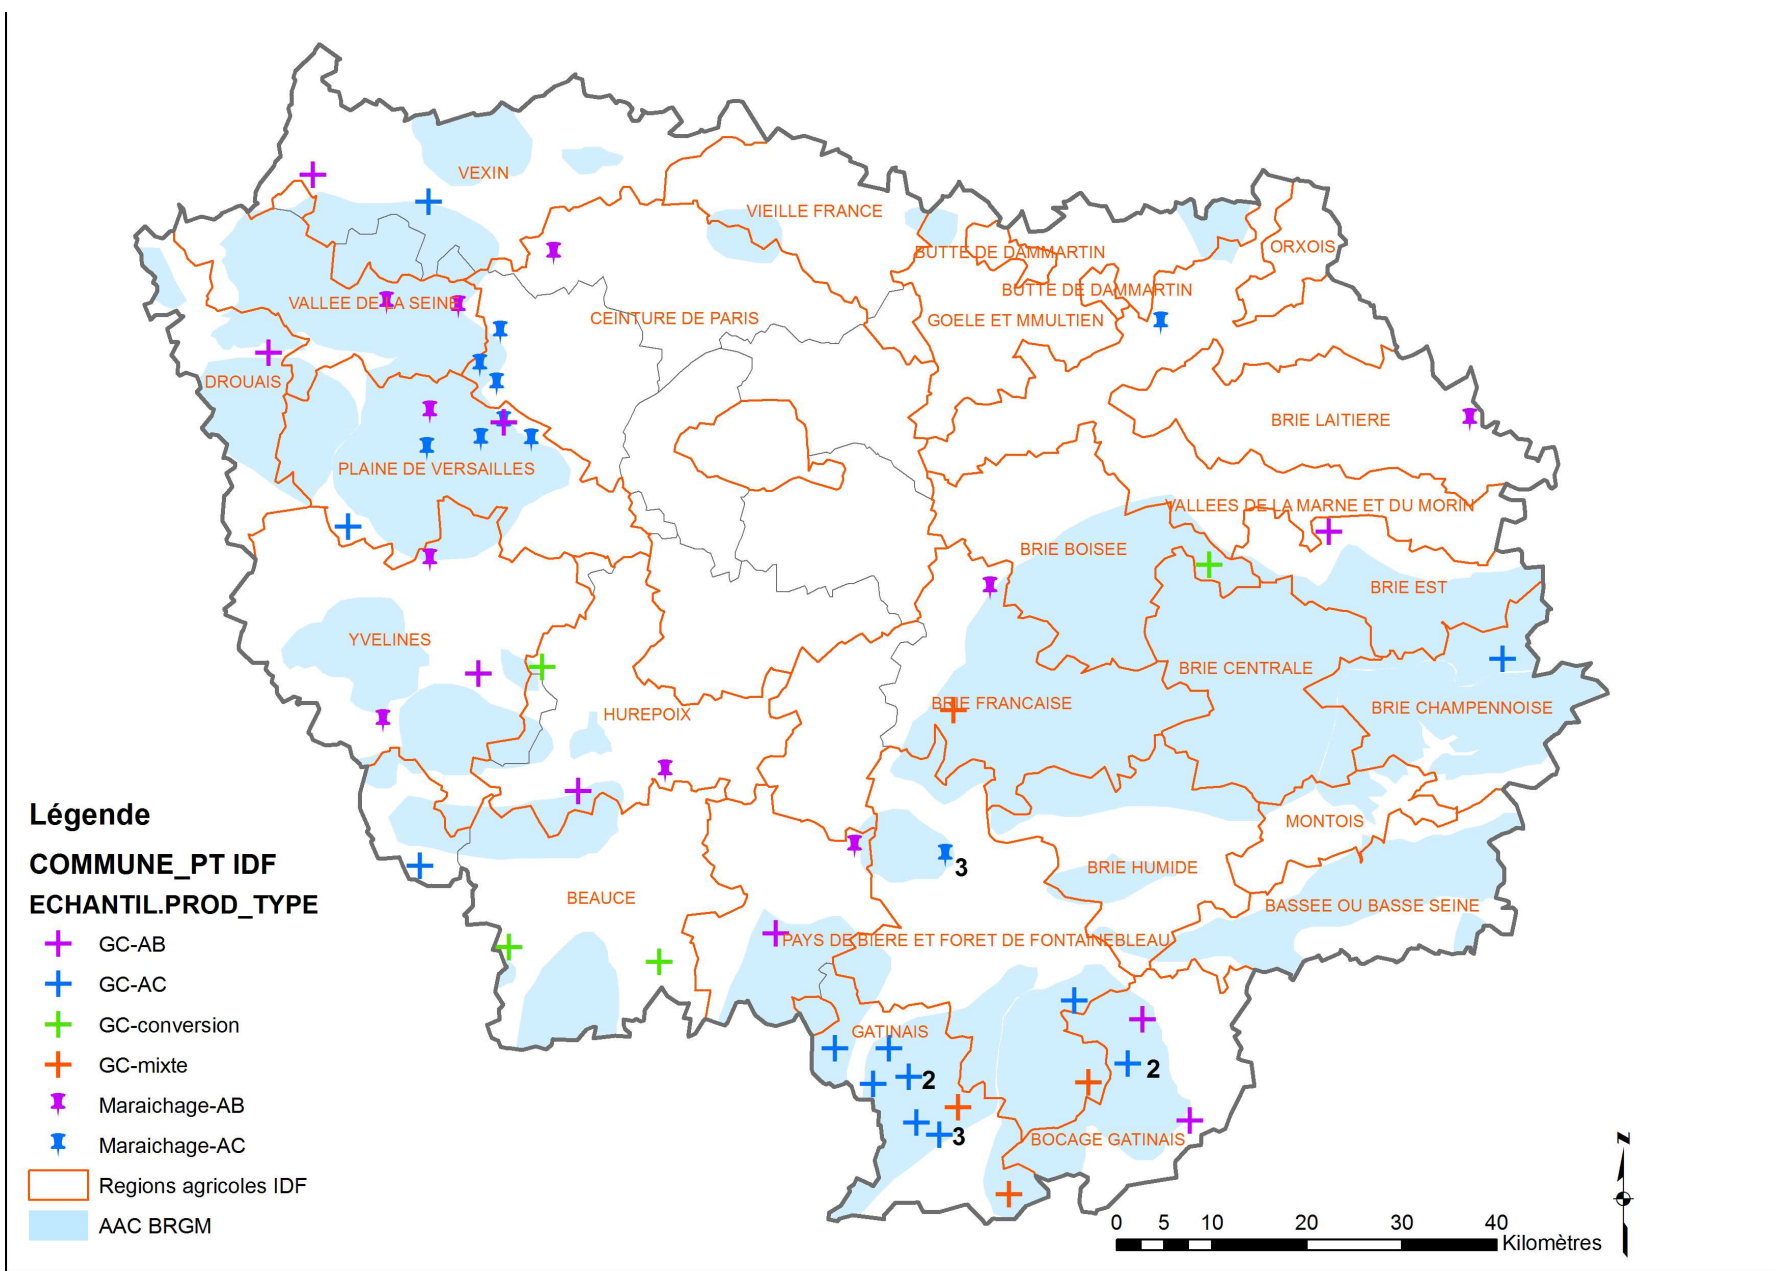 VEXIN
VIEILLE FRANCE
BUTTE DE DAMMARTIN
ORXOIS
BUTTE DE DAMMARTIN
VALLEE DE LA SEINE
CEINTURE DE PARIS
GOELE ET MMULTIEN
DROUAIS
BRIE LAITIERE
PLAINE DE VERSAILLES
VALLEES DE LA MARNE ET DU MORIN
BRIE BOISEE
BRIE EST
YVELINES
BRIE CENTRALE
HUREPOIX
BRIE FRANCAISE
BRIE CHAMPENNOISE
MONTOIS
3
BRIE HUMIDE
BEAUCE
BASSEE OU BASSE SEINE
PAYS DE BIERE ET FORET DE FONTAINEBLEAU
GATINAIS
2
2
3
BOCAGE GATINAIS
Légende
COMMUNE_PT IDF
ECHANTIL.PROD_TYPE
GC-AB
GC-AC
GC-conversion
GC-mixte
Maraichage-AB
Maraichage-AC
Regions agricoles IDF
AAC BRGM
N
0 5 10 20 30 40
Kilomètres